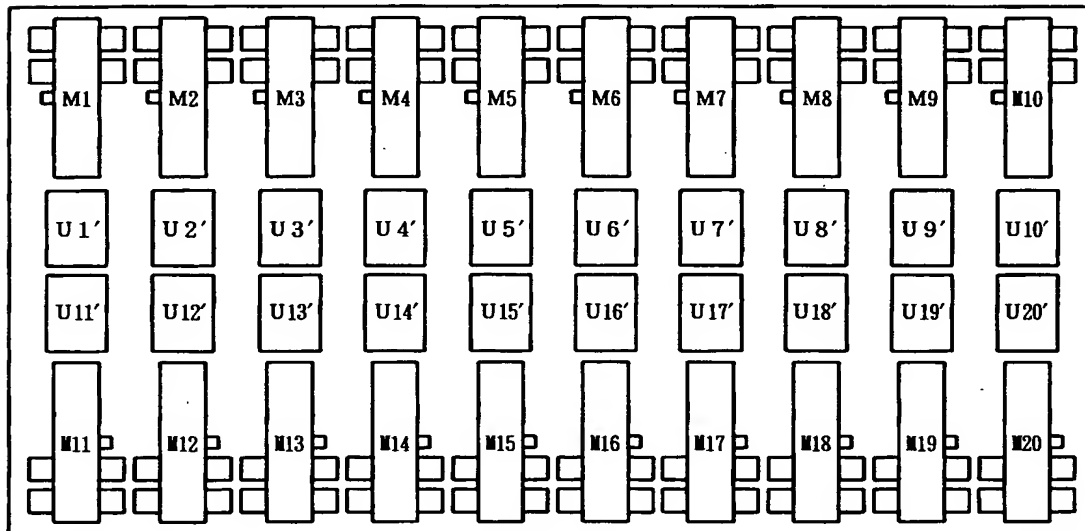 M1 M2 M3 M4 M5 M6 M7 M8 M9 M10
U1′ U2′ U3′ U4′ U5′ U6′ U7′ U8′ U9′ U10′
U11′ U12′ U13′ U14′ U15′ U16′ U17′ U18′ U19′ U20′
M11 M12 M13 M14 M15 M16 M17 M18 M19 M20